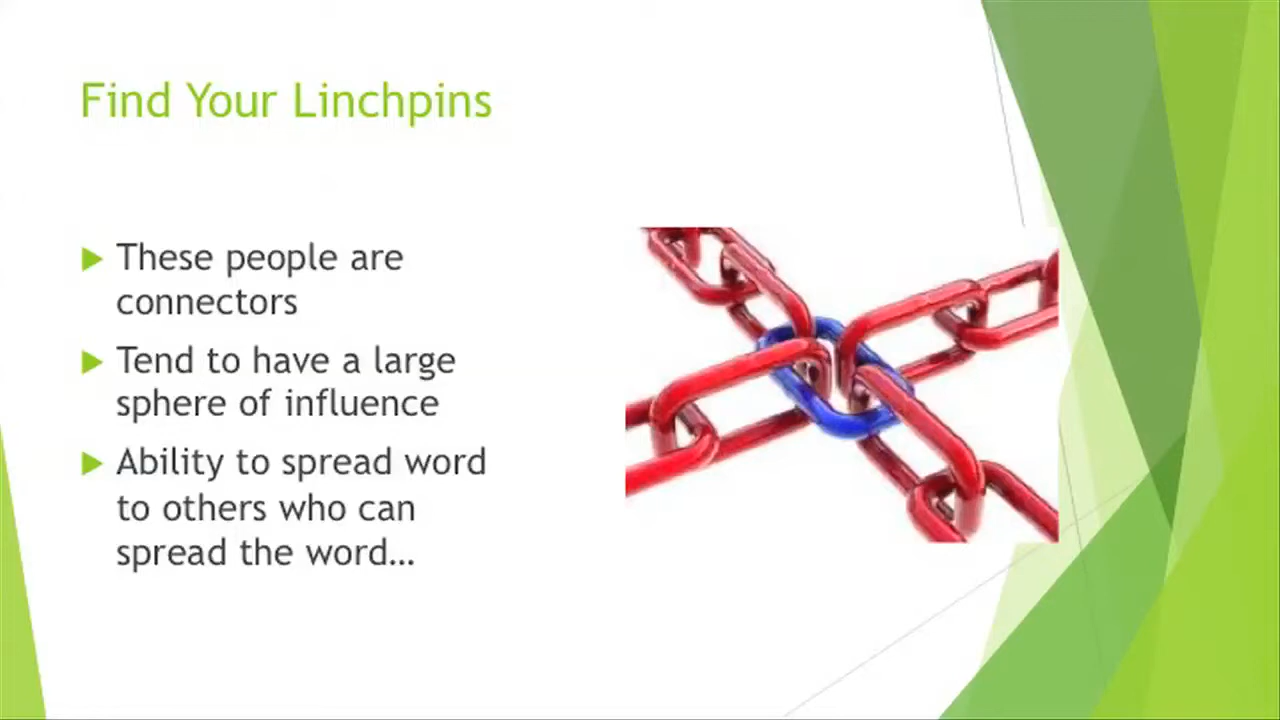 Find Your Linchpins
These people are
connectors
Tend to have a large
sphere of influence
Ability to spread word
to others who can
spread the word…